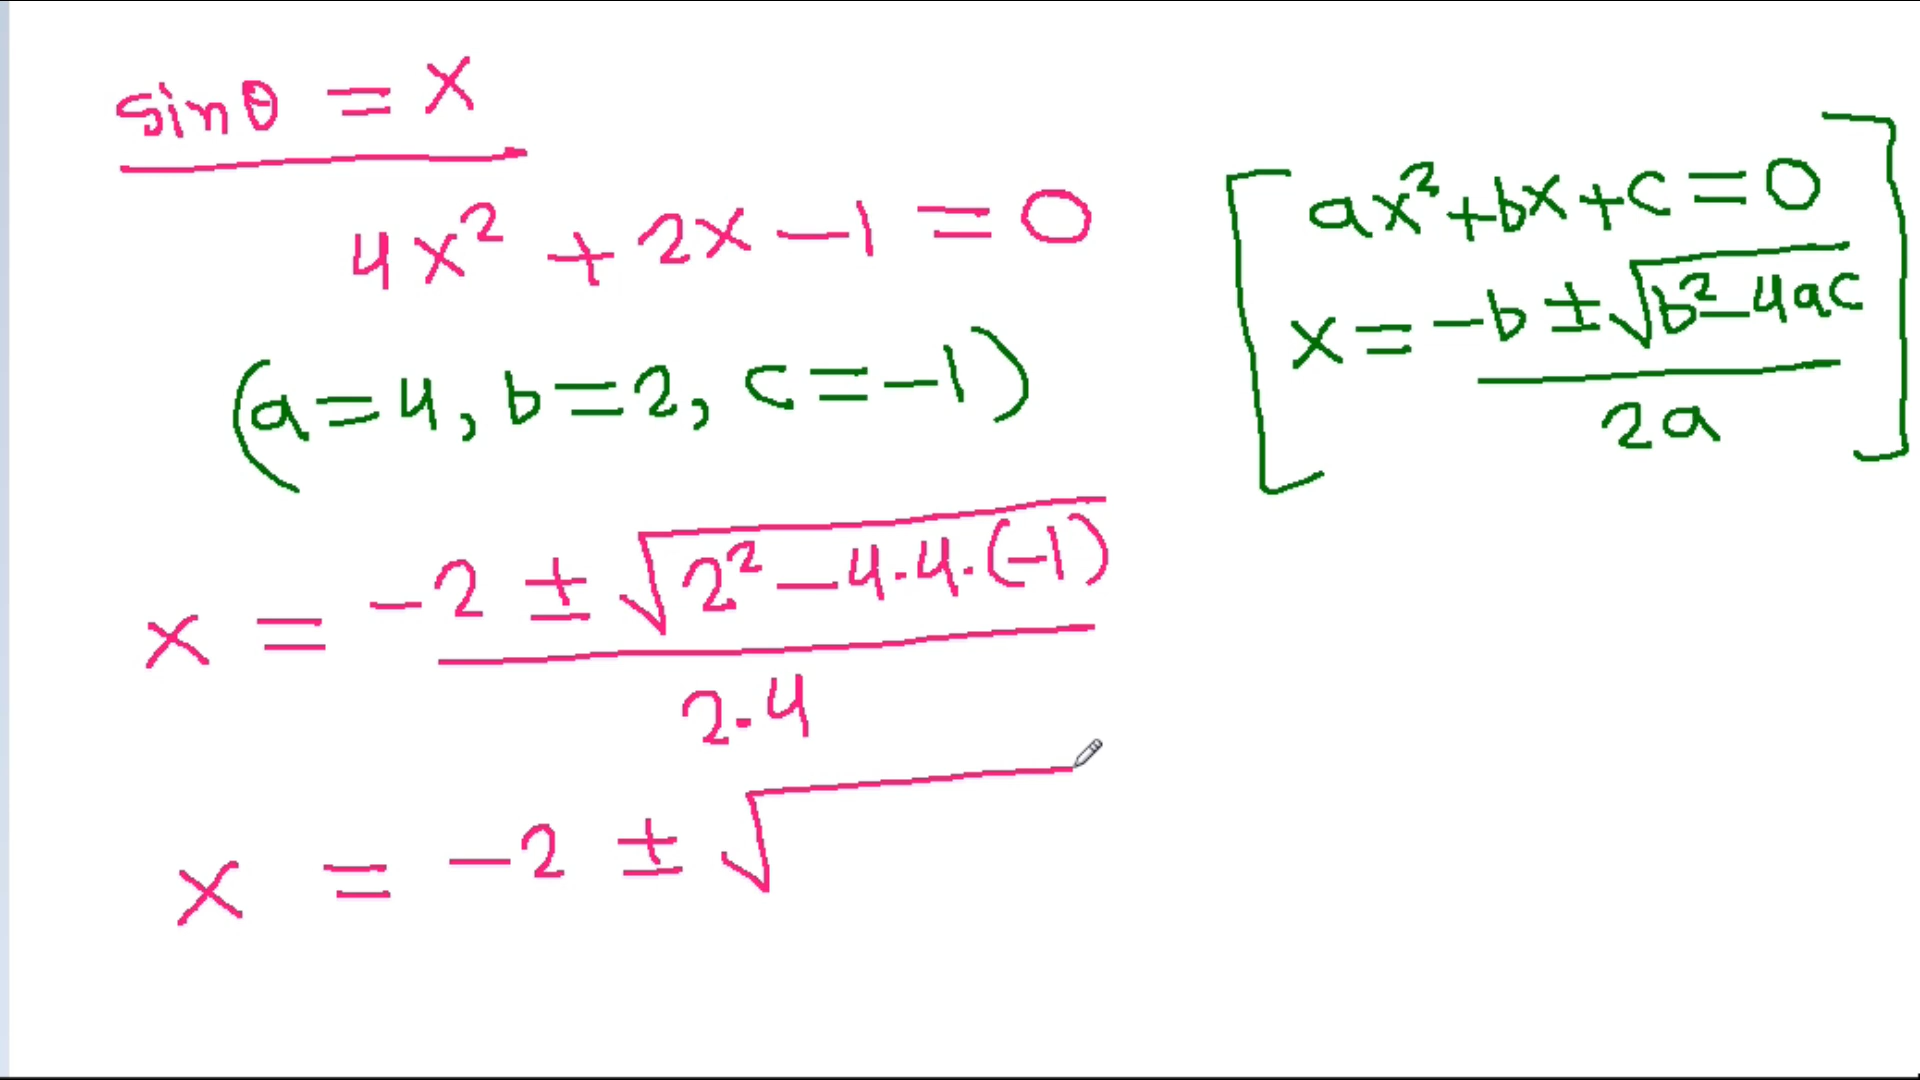 sinθ = x
4x² + 2x – 1 = 0
(a = 4, b = 2, c = –1)
x = –2 ± √2² – 4.4.(–1)
2.4
x = –2 ± √
ax² + bx + c = 0
x = –b ± √b² – 4ac
2a